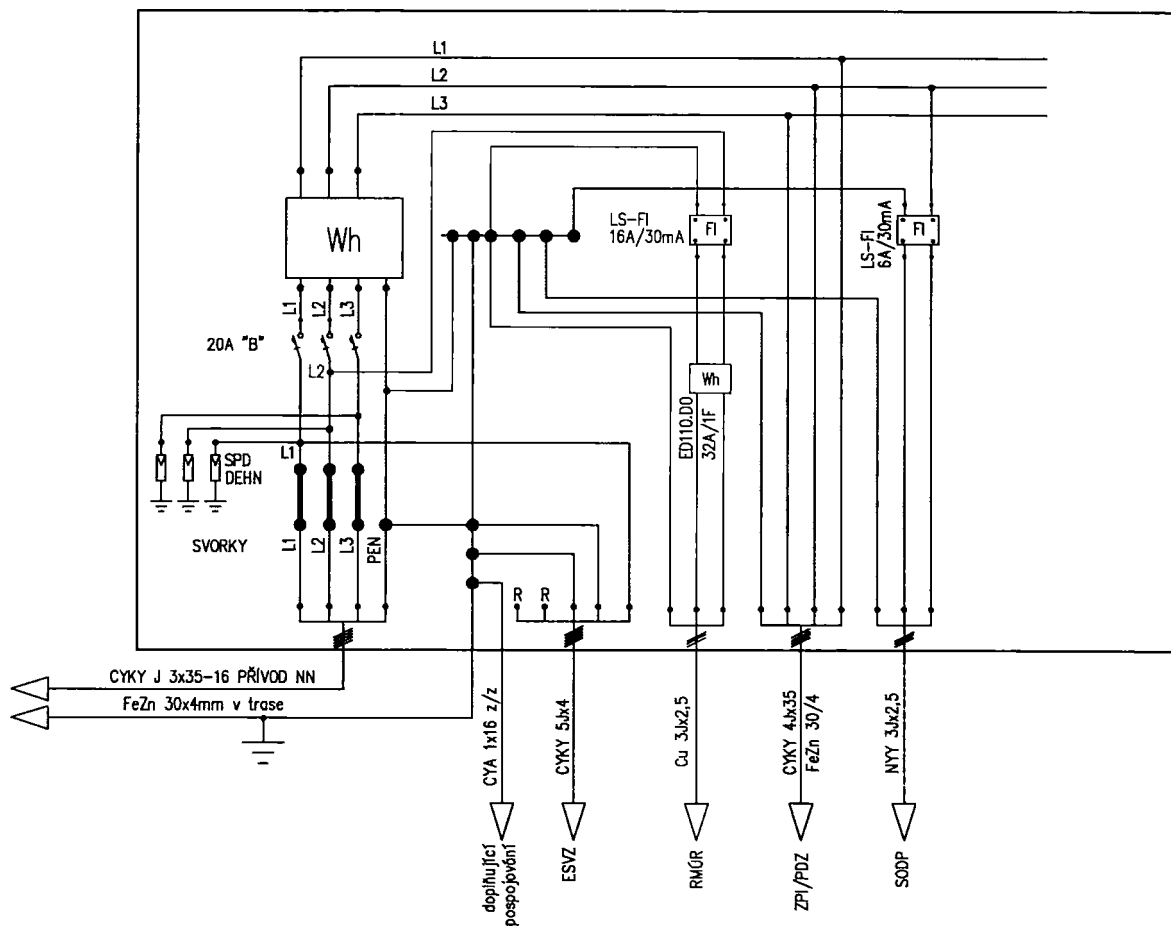 L1
L2
L3
Wh
LS-FI
16A/30mA
FI
LS-FI
6A/30mA
FI
L1
L2
L3
20A "B"
L2
Wh
ED110.D0
32A/1F
L1
SPD
DEHN
SVORKY
L1
L2
L3
PEN
R
R
CYKY J 3x35-16 PŘÍVOD NN
FeZn 30x4mm v trase
CYA 1x16 z/z
CYKY 5Jx4
Cu 3Jx2,5
CYKY 4Jx35
FeZn 30/4
NYY 3Jx2,5
doplňující
pospojování
ESVZ
RMÚR
ZPI/PDZ
SODP